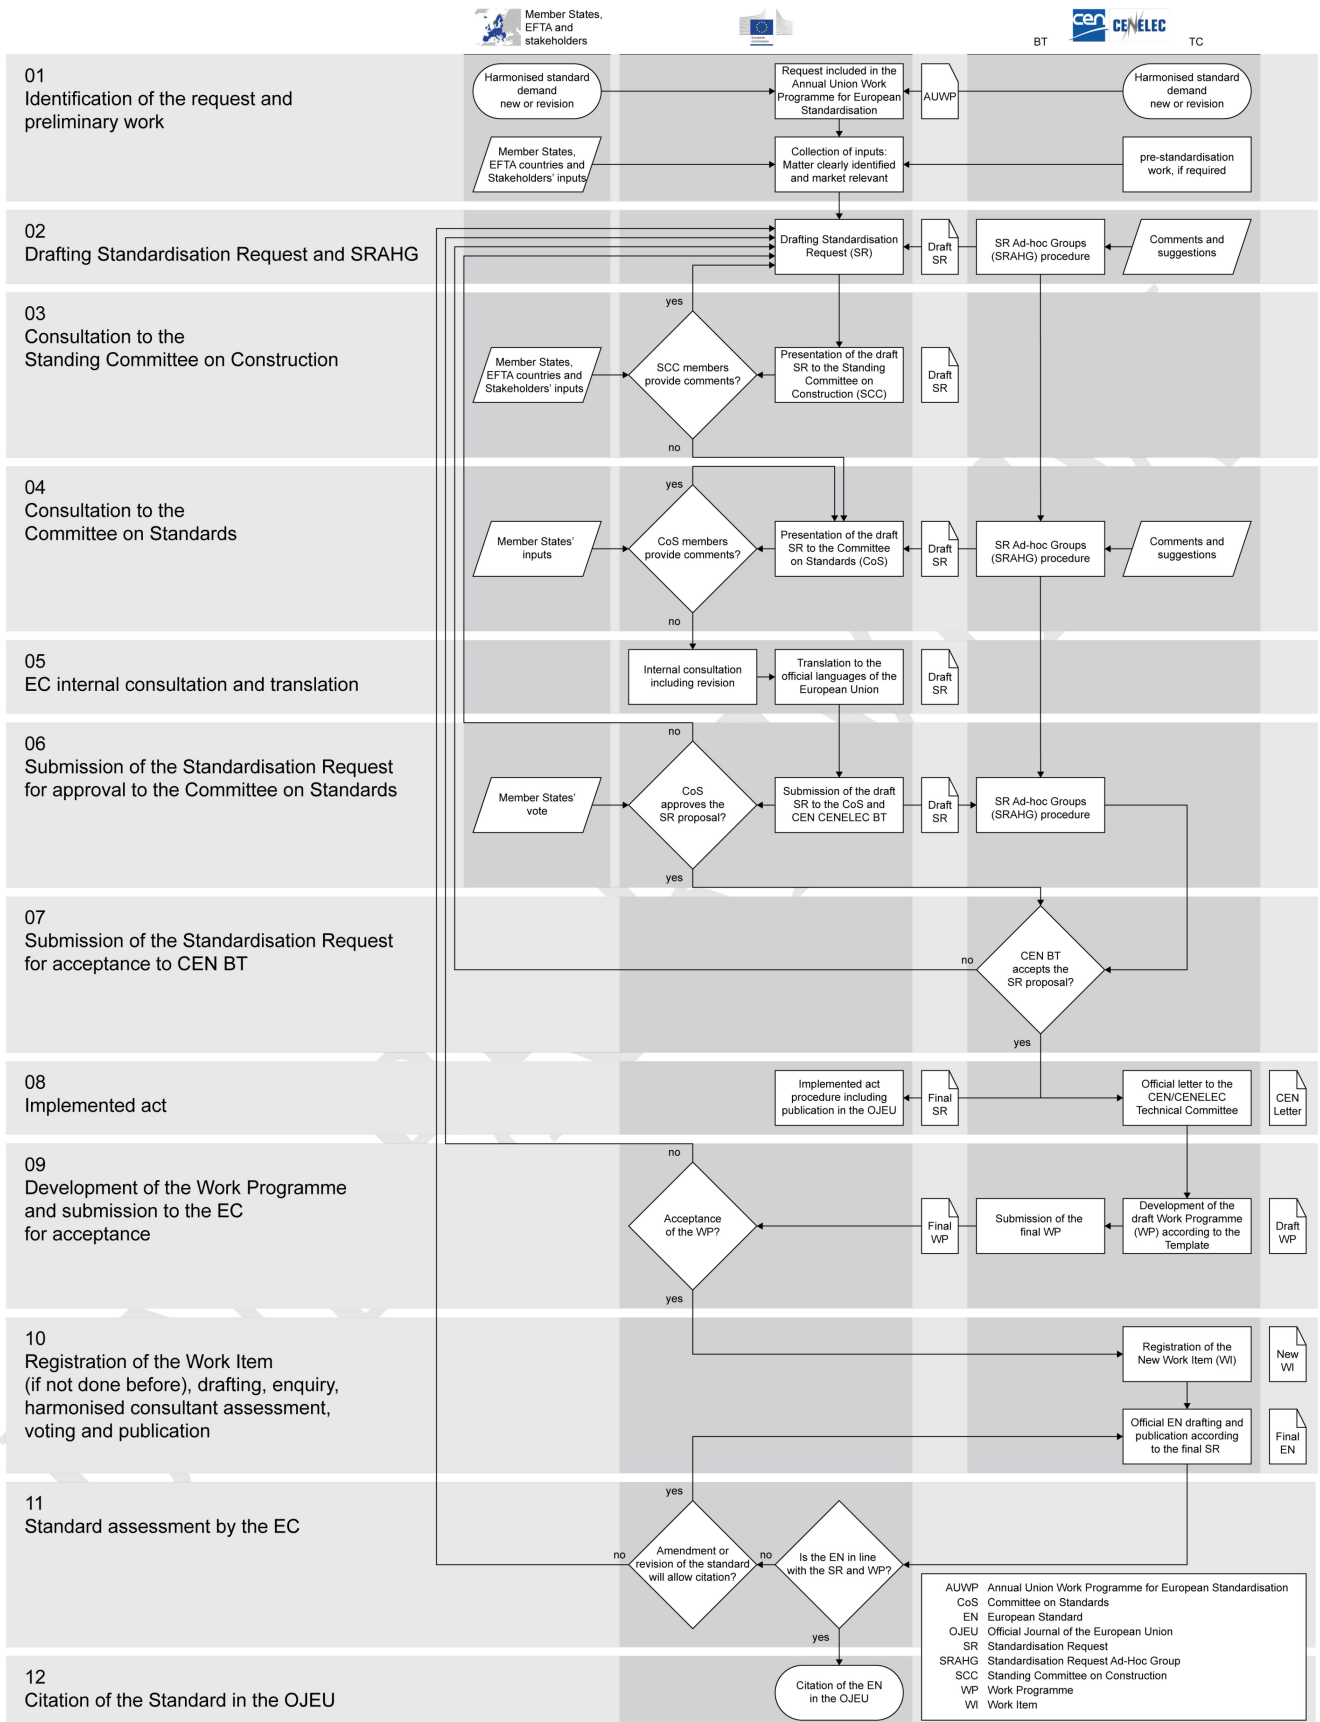 Member States,
EFTA and
stakeholders
European
Commission
cen
CENELEC
BT
TC
01
Identification of the request and
preliminary work
Harmonised standard
demand
new or revision
Request included in the
Annual Union Work
Programme for European
Standardisation
AUWP
Harmonised standard
demand
new or revision
Member States,
EFTA countries and
Stakeholders' inputs
Collection of inputs:
Matter clearly identified
and market relevant
pre-standardisation
work, if required
02
Drafting Standardisation Request and SRAHG
Drafting Standardisation
Request (SR)
Draft
SR
SR Ad-hoc Groups
(SRAHG) procedure
Comments and
suggestions
03
Consultation to the
Standing Committee on Construction
yes
Member States,
EFTA countries and
Stakeholders' inputs
SCC members
provide comments?
Presentation of the draft
SR to the Standing
Committee on
Construction (SCC)
Draft
SR
no
04
Consultation to the
Committee on Standards
yes
Member States'
inputs
CoS members
provide comments?
Presentation of the draft
SR to the Committee
on Standards (CoS)
Draft
SR
SR Ad-hoc Groups
(SRAHG) procedure
Comments and
suggestions
no
05
EC internal consultation and translation
Internal consultation
including revision
Translation to the
official languages of the
European Union
Draft
SR
06
Submission of the Standardisation Request
for approval to the Committee on Standards
no
Member States'
vote
CoS
approves the
SR proposal?
Submission of the draft
SR to the CoS and
CEN CENELEC BT
Draft
SR
SR Ad-hoc Groups
(SRAHG) procedure
yes
07
Submission of the Standardisation Request
for acceptance to CEN BT
no
CEN BT
accepts the
SR proposal?
yes
08
Implemented act
Implemented act
procedure including
publication in the OJEU
Final
SR
Official letter to the
CEN/CENELEC
Technical Committee
CEN
Letter
09
Development of the Work Programme
and submission to the EC
for acceptance
no
Acceptance
of the WP?
Final
WP
Submission of the
final WP
Development of the
draft Work Programme
(WP) according to the
Template
Draft
WP
yes
10
Registration of the Work Item
(if not done before), drafting, enquiry,
harmonised consultant assessment,
voting and publication
Registration of the
New Work Item (WI)
New
WI
Official EN drafting and
publication according
to the final SR
Final
EN
11
Standard assessment by the EC
yes
no
Amendment or
revision of the standard
will allow citation?
no
Is the EN in line
with the SR and WP?
yes
AUWP Annual Union Work Programme for European Standardisation
CoS Committee on Standards
EN European Standard
OJEU Official Journal of the European Union
SR Standardisation Request
SRAHG Standardisation Request Ad-Hoc Group
SCC Standing Committee on Construction
WP Work Programme
WI Work Item
12
Citation of the Standard in the OJEU
Citation of the EN
in the OJEU